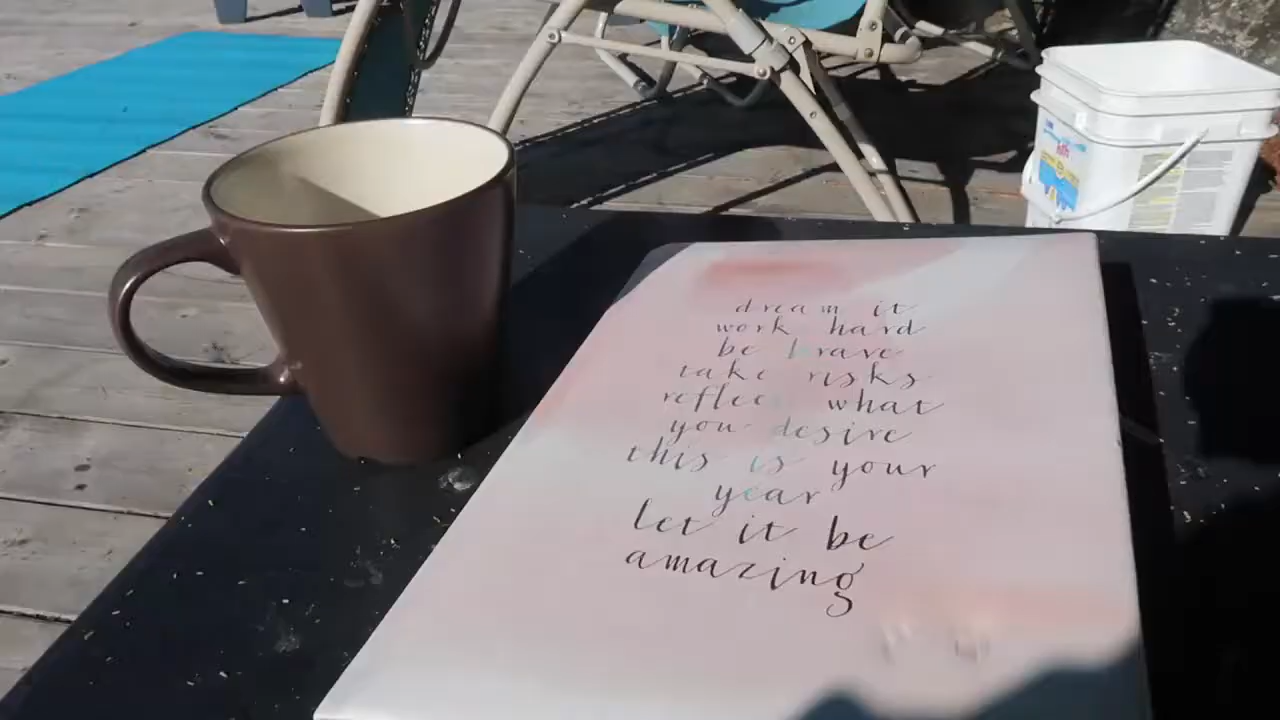 dream it
work hard
be brave
take risks
reflect what
you desire
this is your
year
let it be
amazing